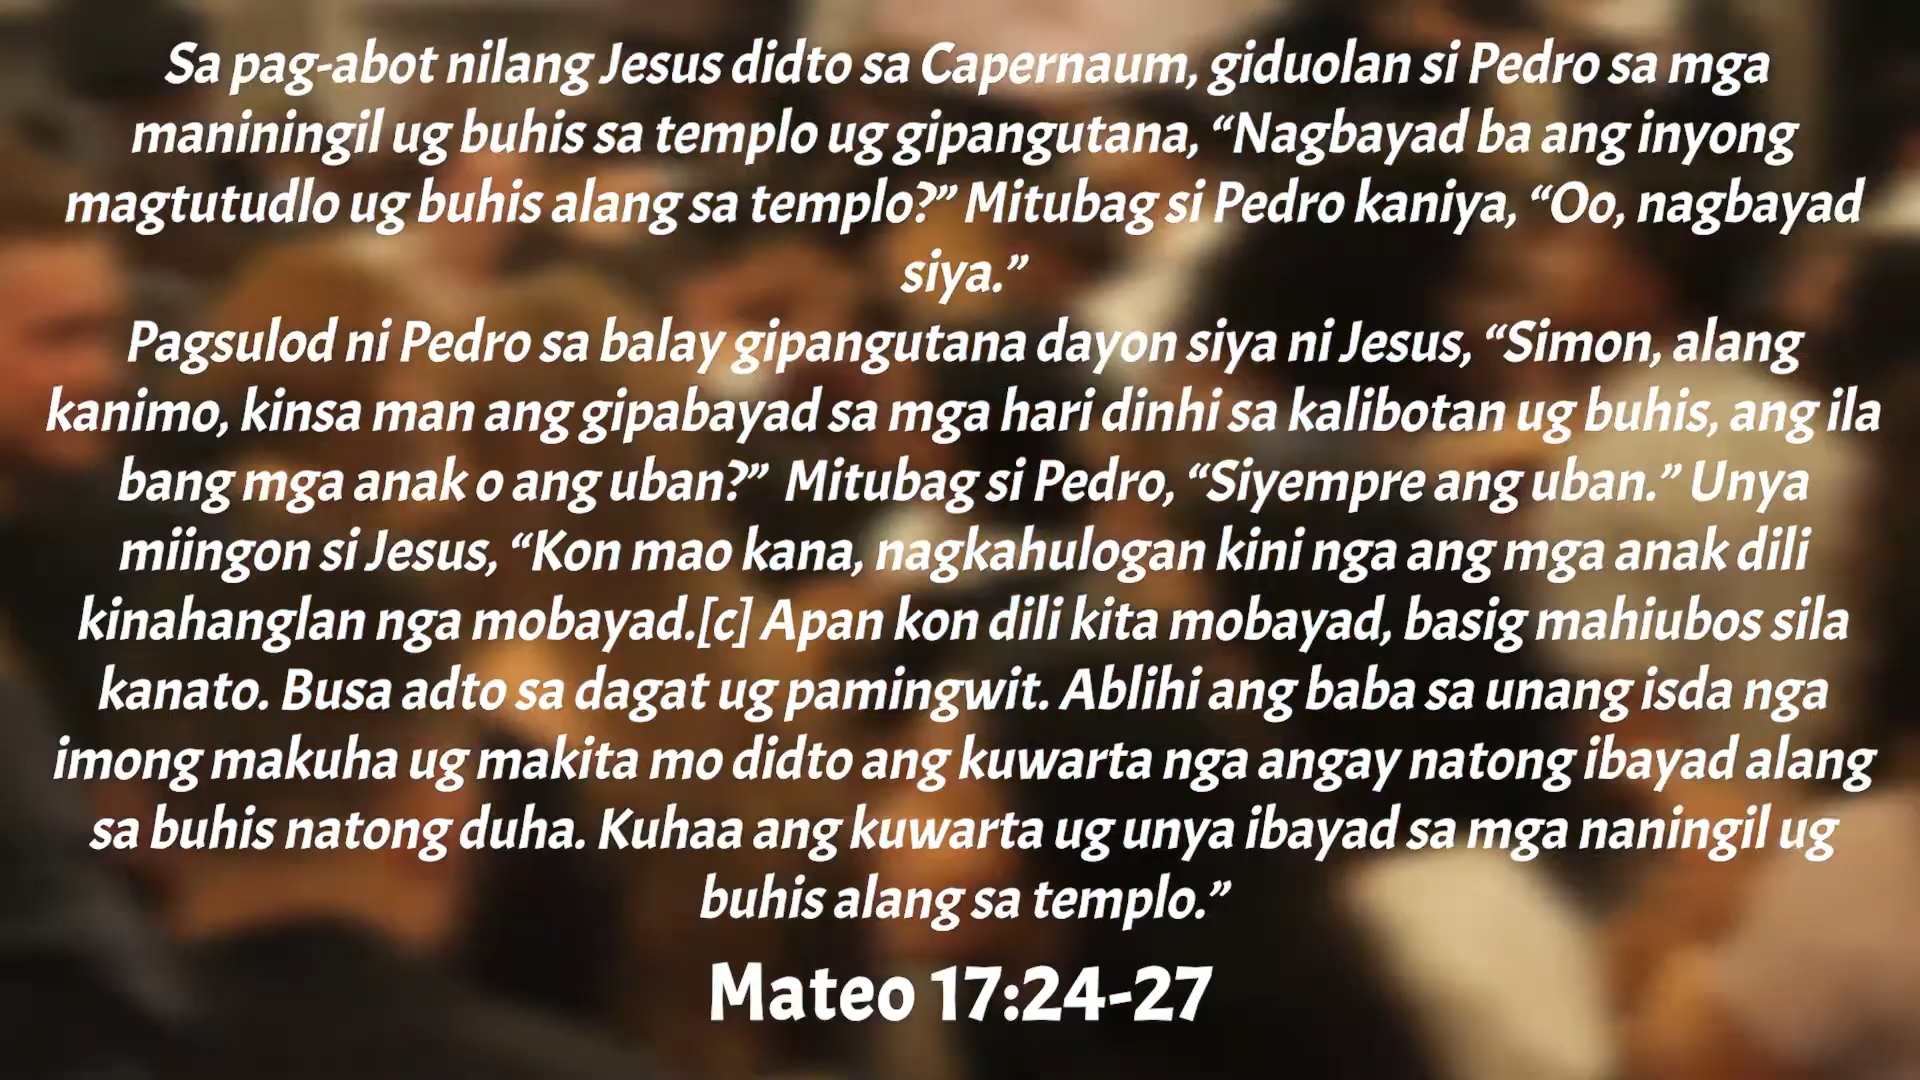 Sa pag-abot nilang Jesus didto sa Capernaum, giduolan si Pedro sa mga
maniningil ug buhis sa templo ug gipangutana, “Nagbayad ba ang inyong
magtutudlo ug buhis alang sa templo?” Mitubag si Pedro kaniya, “Oo, nagbayad
siya.”
Pagsulod ni Pedro sa balay gipangutana dayon siya ni Jesus, “Simon, alang
kanimo, kinsa man ang gipabayad sa mga hari dinhi sa kalibotan ug buhis, ang ila
bang mga anak o ang uban?” Mitubag si Pedro, “Siyempre ang uban.” Unya
miingon si Jesus, “Kon mao kana, nagkahulogan kini nga ang mga anak dili
kinahanglan nga mobayad.[c] Apan kon dili kita mobayad, basig mahiubos sila
kanato. Busa adto sa dagat ug pamingwit. Ablihi ang baba sa unang isda nga
imong makuha ug makita mo didto ang kuwarta nga angay natong ibayad alang
sa buhis natong duha. Kuhaa ang kuwarta ug unya ibayad sa mga naningil ug
buhis alang sa templo.”
Mateo 17:24-27